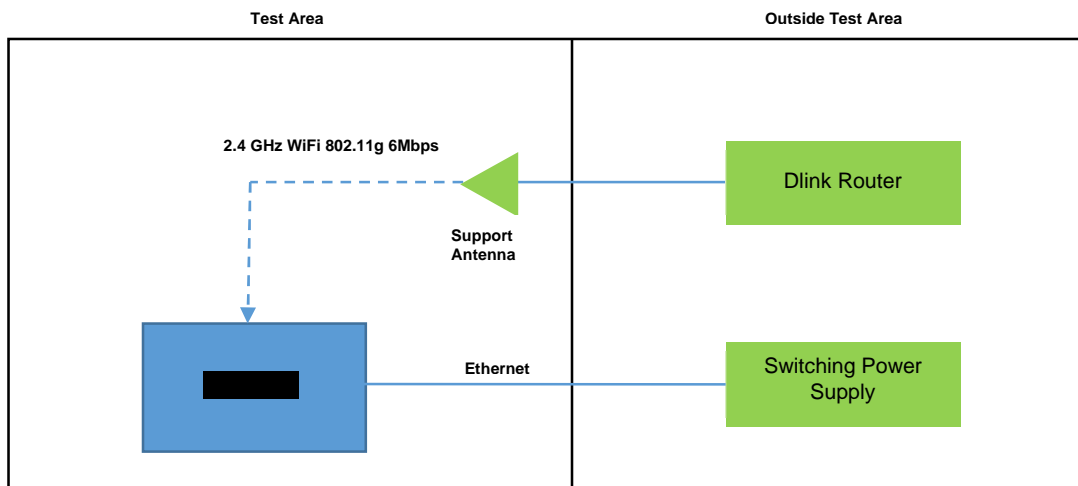 Test Area
Outside Test Area
2.4 GHz WiFi 802.11g 6Mbps
Dlink Router
Support
Antenna
Ethernet
Switching Power
Supply